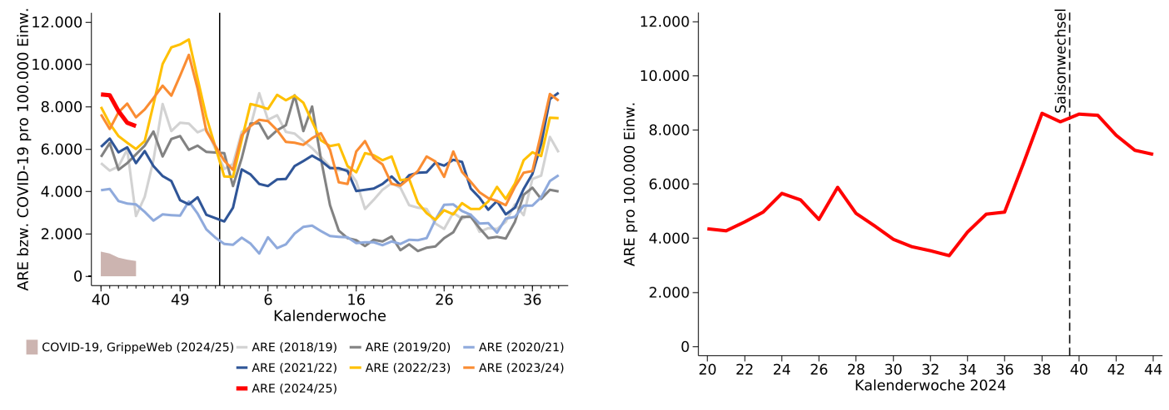 ARE bzw. COVID-19 pro 100.000 Einw.
12.000
10.000
8.000
6.000
4.000
2.000
0
40 49 6 16 26 36
Kalenderwoche
COVID-19, GrippeWeb (2024/25) ARE (2018/19) ARE (2019/20) ARE (2020/21)
ARE (2021/22) ARE (2022/23) ARE (2023/24)
ARE (2024/25)
ARE pro 100.000 Einw.
12.000
10.000
8.000
6.000
4.000
2.000
0
Saisonwechsel
20 22 24 26 28 30 32 34 36 38 40 42 44
Kalenderwoche 2024